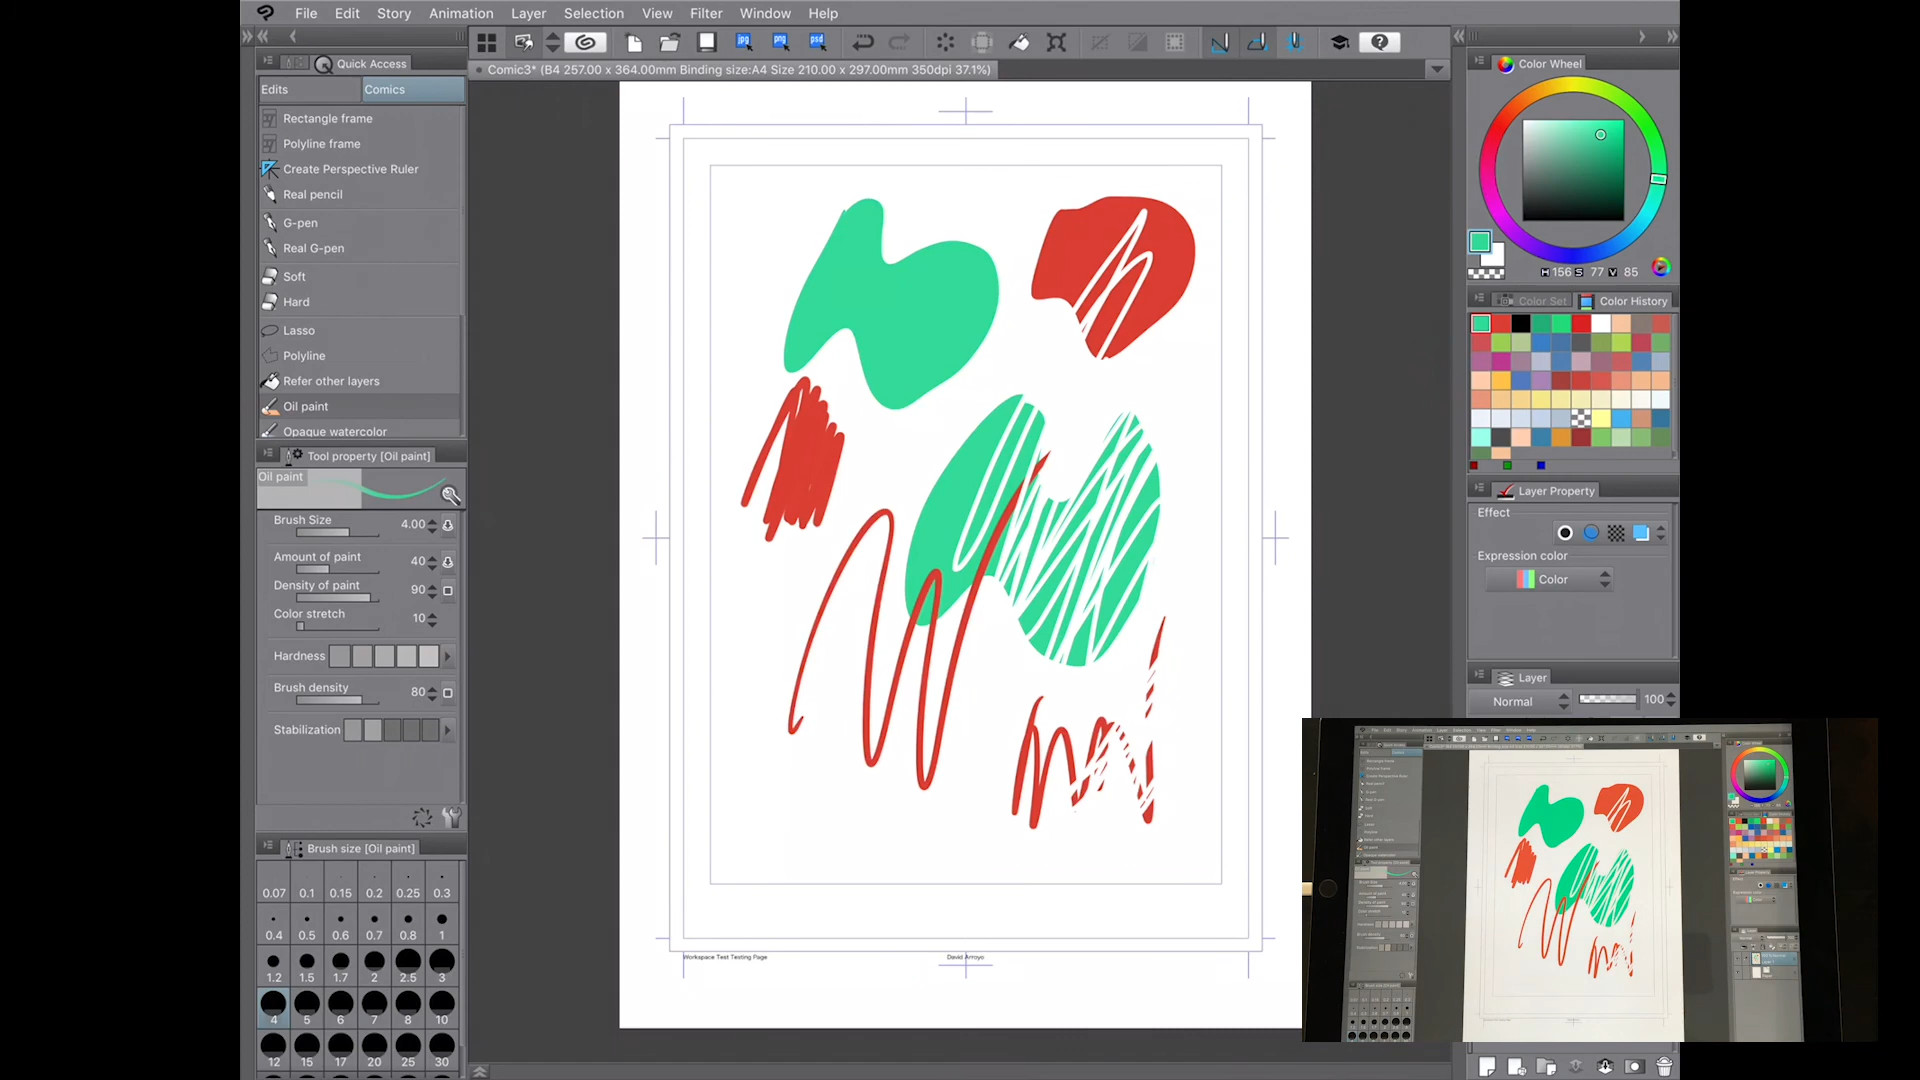 File Edit Story Animation Layer Selection View Filter Window Help
Quick Access
Edits Comics
Rectangle frame
Polyline frame
Create Perspective Ruler
Real pencil
G-pen
Real G-pen
Soft
Hard
Lasso
Polyline
Refer other layers
Oil paint
Opaque watercolor
Tool property [Oil paint]
Oil paint
Brush Size 4.00
Amount of paint 40
Density of paint 90
Color stretch 10
Hardness
Brush density 80
Stabilization
Brush size [Oil paint]
0.07 0.1 0.15 0.2 0.25 0.3
0.4 0.5 0.6 0.7 0.8 1
1.2 1.5 1.7 2 2.5 3
4 5 6 7 8 10
12 15 17 20 25 30
jpg png psd
Comic3* (B4 257.00 x 364.00mm Binding size:A4 Size 210.00 x 297.00mm 350dpi 37.1%)
Workspace Test Testing Page David Arroyo
Color Wheel
H 156 S 77 V 85
Color Set Color History
Layer Property
Effect
Expression color
Color
Layer
Normal 100